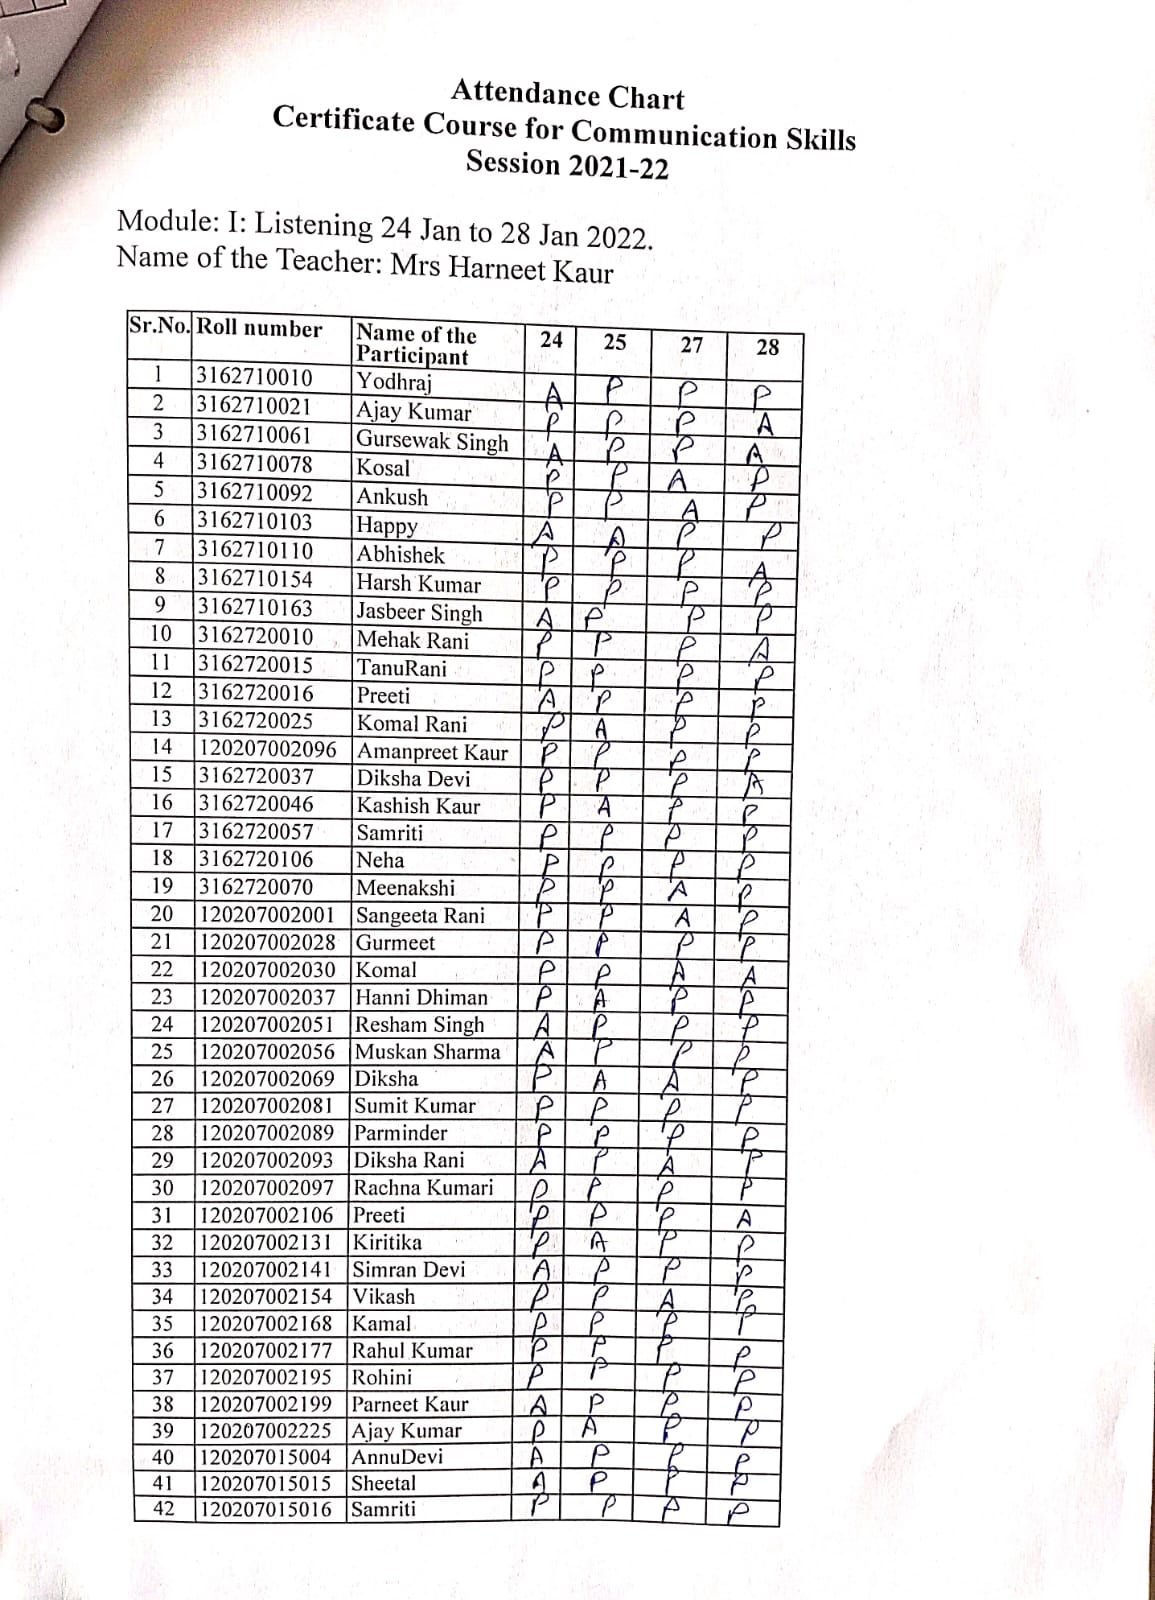 Attendance Chart
Certificate Course for Communication Skills
Session 2021-22
Module: I: Listening 24 Jan to 28 Jan 2022.
Name of the Teacher: Mrs Harneet Kaur
Sr.No. Roll number Name of the Participant 24 25 27 28
1 3162710010 Yodhraj A P P P
2 3162710021 Ajay Kumar P P P A
3 3162710061 Gursewak Singh A P P A
4 3162710078 Kosal P P A P
5 3162710092 Ankush P P A P
6 3162710103 Happy A A P P
7 3162710110 Abhishek P P P A
8 3162710154 Harsh Kumar P P P P
9 3162710163 Jasbeer Singh A P P P
10 3162720010 Mehak Rani P P P A
11 3162720015 TanuRani P P P P
12 3162720016 Preeti A P P P
13 3162720025 Komal Rani P A P P
14 120207002096 Amanpreet Kaur P P P P
15 3162720037 Diksha Devi P P P A
16 3162720046 Kashish Kaur P A P P
17 3162720057 Samriti P P P P
18 3162720106 Neha P P P P
19 3162720070 Meenakshi P P A P
20 120207002001 Sangeeta Rani P P A P
21 120207002028 Gurmeet P P P P
22 120207002030 Komal P P A A
23 120207002037 Hanni Dhiman P A P P
24 120207002051 Resham Singh A P P P
25 120207002056 Muskan Sharma A P P P
26 120207002069 Diksha P A A P
27 120207002081 Sumit Kumar P P P P
28 120207002089 Parminder P P P P
29 120207002093 Diksha Rani A P A P
30 120207002097 Rachna Kumari P P P P
31 120207002106 Preeti P P P A
32 120207002131 Kiritika P A P P
33 120207002141 Simran Devi A P P P
34 120207002154 Vikash P P A P
35 120207002168 Kamal P P P P
36 120207002177 Rahul Kumar P P P P
37 120207002195 Rohini P P P P
38 120207002199 Parneet Kaur A P P P
39 120207002225 Ajay Kumar P A P P
40 120207015004 AnnuDevi A P P P
41 120207015015 Sheetal A P P P
42 120207015016 Samriti P P P P